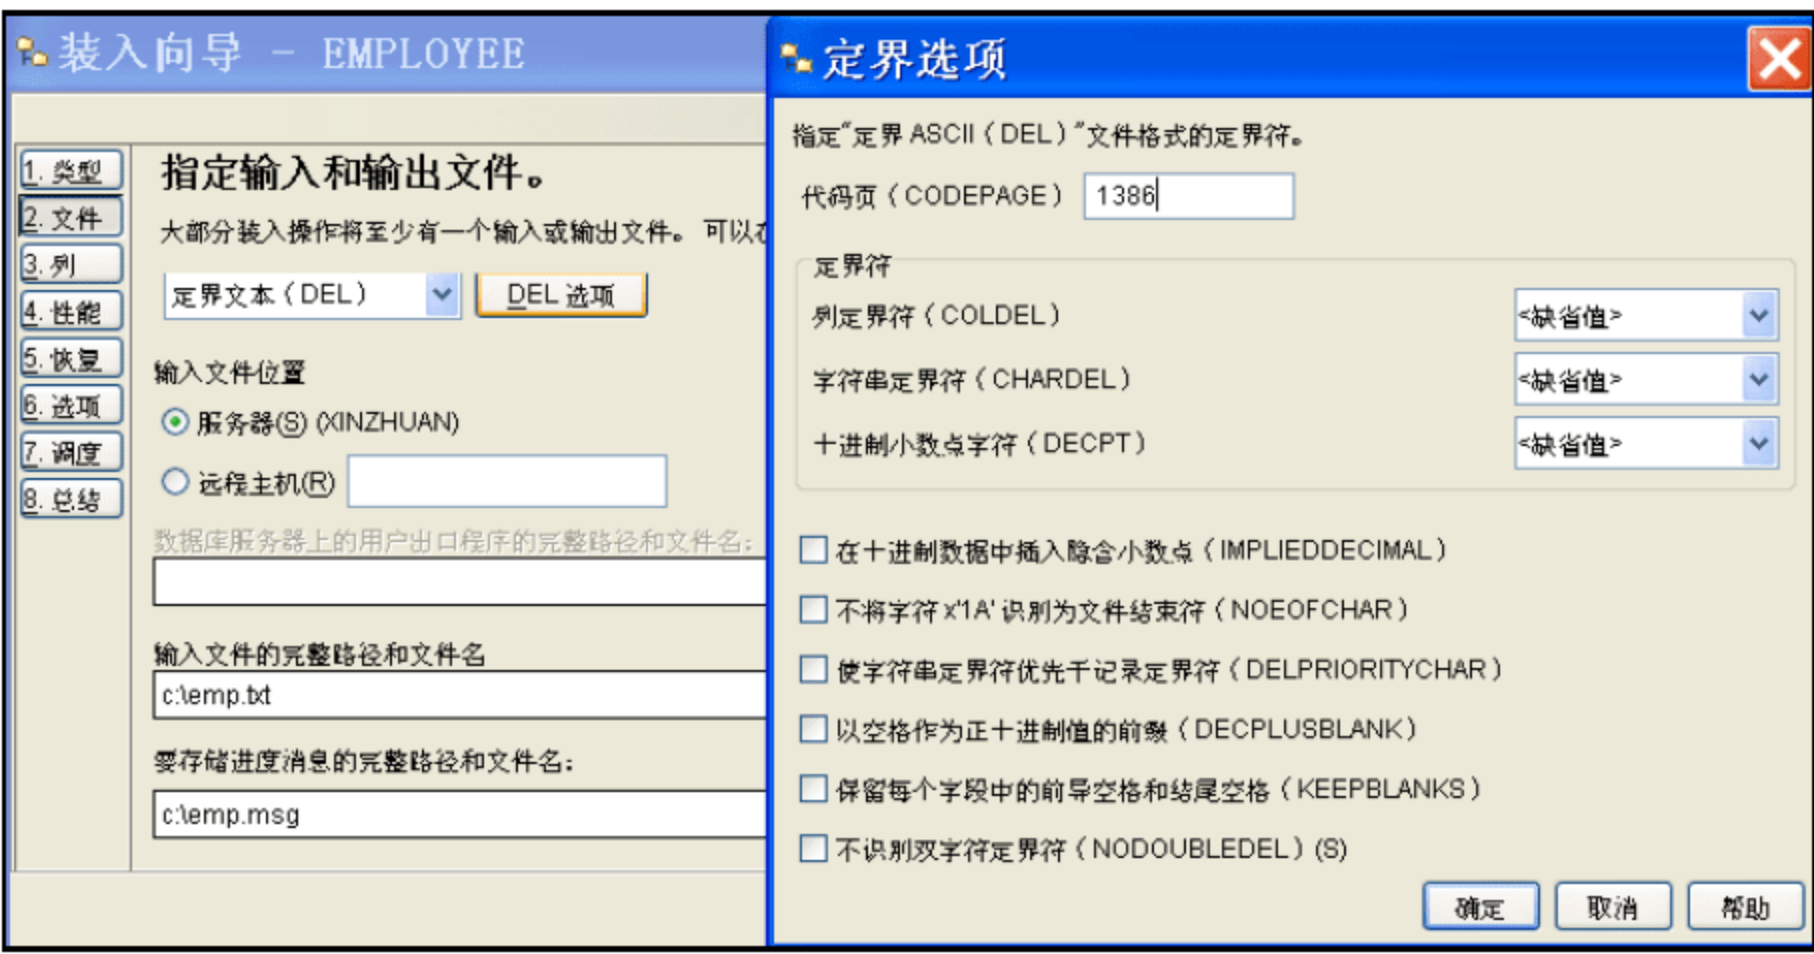 装入向导 - EMPLOYEE
1. 类型
2. 文件
3. 列
4. 性能
5. 恢复
6. 选项
7. 调度
8. 总结
指定输入和输出文件。
大部分装入操作将至少有一个输入或输出文件。 可以在
定界文本（DEL）
DEL 选项
输入文件位置
服务器(S) (XINZHUAN)
远程主机(R)
数据库服务器上的用户出口程序的完整路径和文件名：
输入文件的完整路径和文件名
c:\emp.txt
要存储进度消息的完整路径和文件名：
c:\emp.msg
定界选项
指定“定界 ASCII（DEL）”文件格式的定界符。
代码页（CODEPAGE） 1386
定界符
列定界符（COLDEL） <缺省值>
字符串定界符（CHARDEL） <缺省值>
十进制小数点字符（DECPT） <缺省值>
在十进制数据中插入隐含小数点（IMPLIEDDECIMAL）
不将字符 x'1A' 识别为文件结束符（NOEOFCHAR）
使字符串定界符优先于记录定界符（DELPRIORITYCHAR）
以空格作为正十进制值的前缀（DECPLUSBLANK）
保留每个字段中的前导空格和结尾空格（KEEPBLANKS）
不识别双字符定界符（NODOUBLEDEL）(S)
确定 取消 帮助